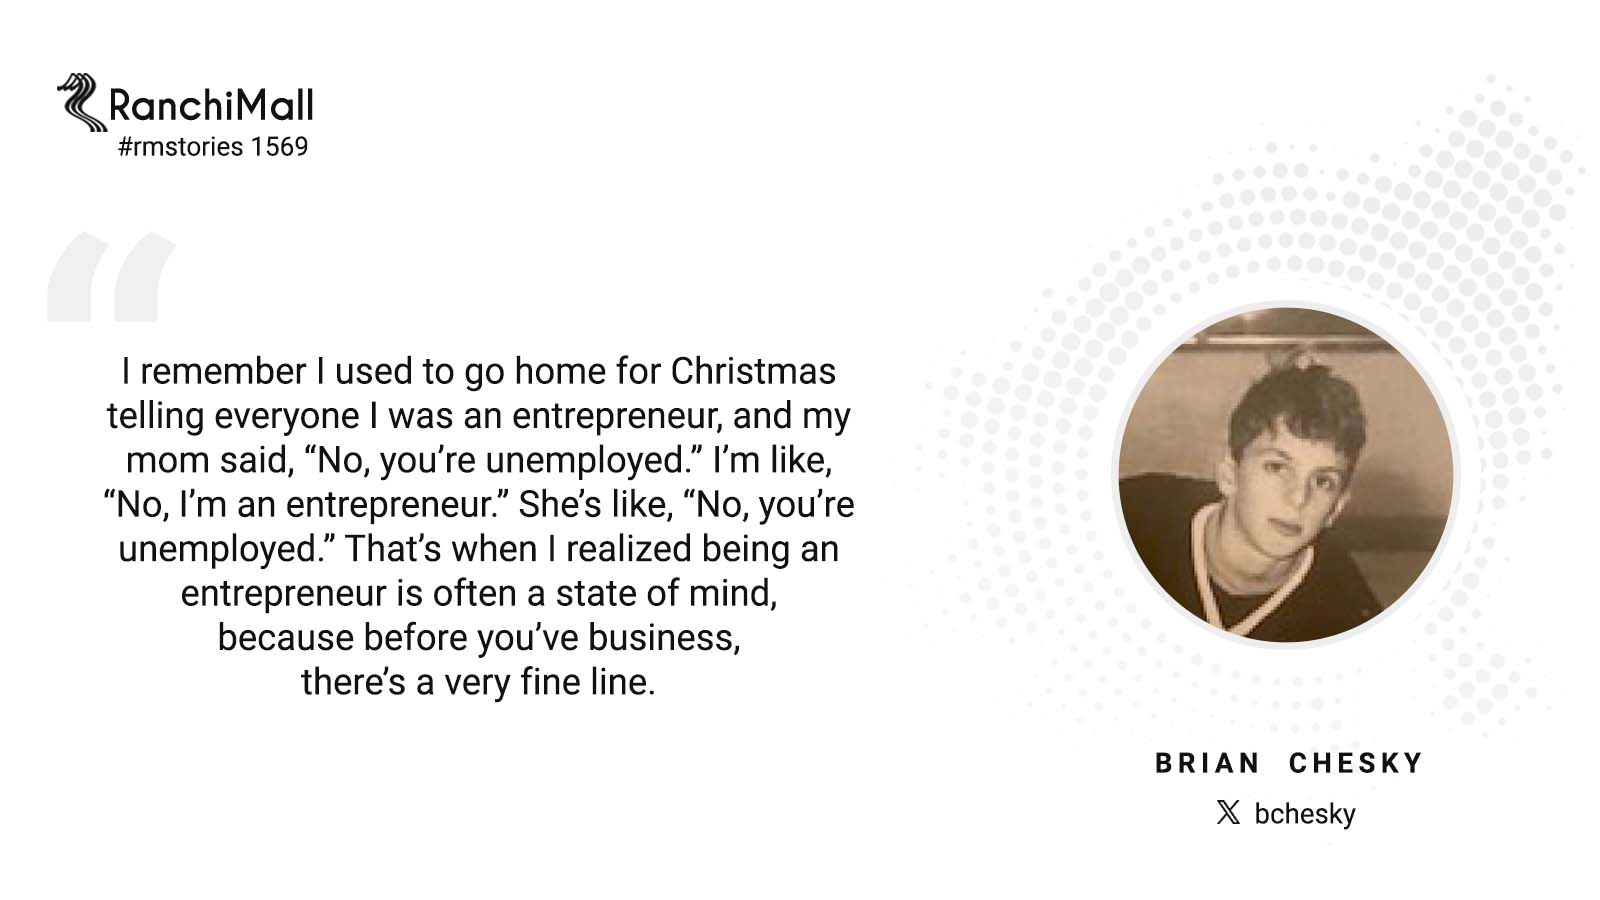 RanchiMall
#rmstories 1569
“
I remember I used to go home for Christmas
telling everyone I was an entrepreneur, and my
mom said, “No, you’re unemployed.” I’m like,
“No, I’m an entrepreneur.” She’s like, “No, you’re
unemployed.” That’s when I realized being an
entrepreneur is often a state of mind,
because before you’ve business,
there’s a very fine line.
BRIAN CHESKY
𝕏 bchesky